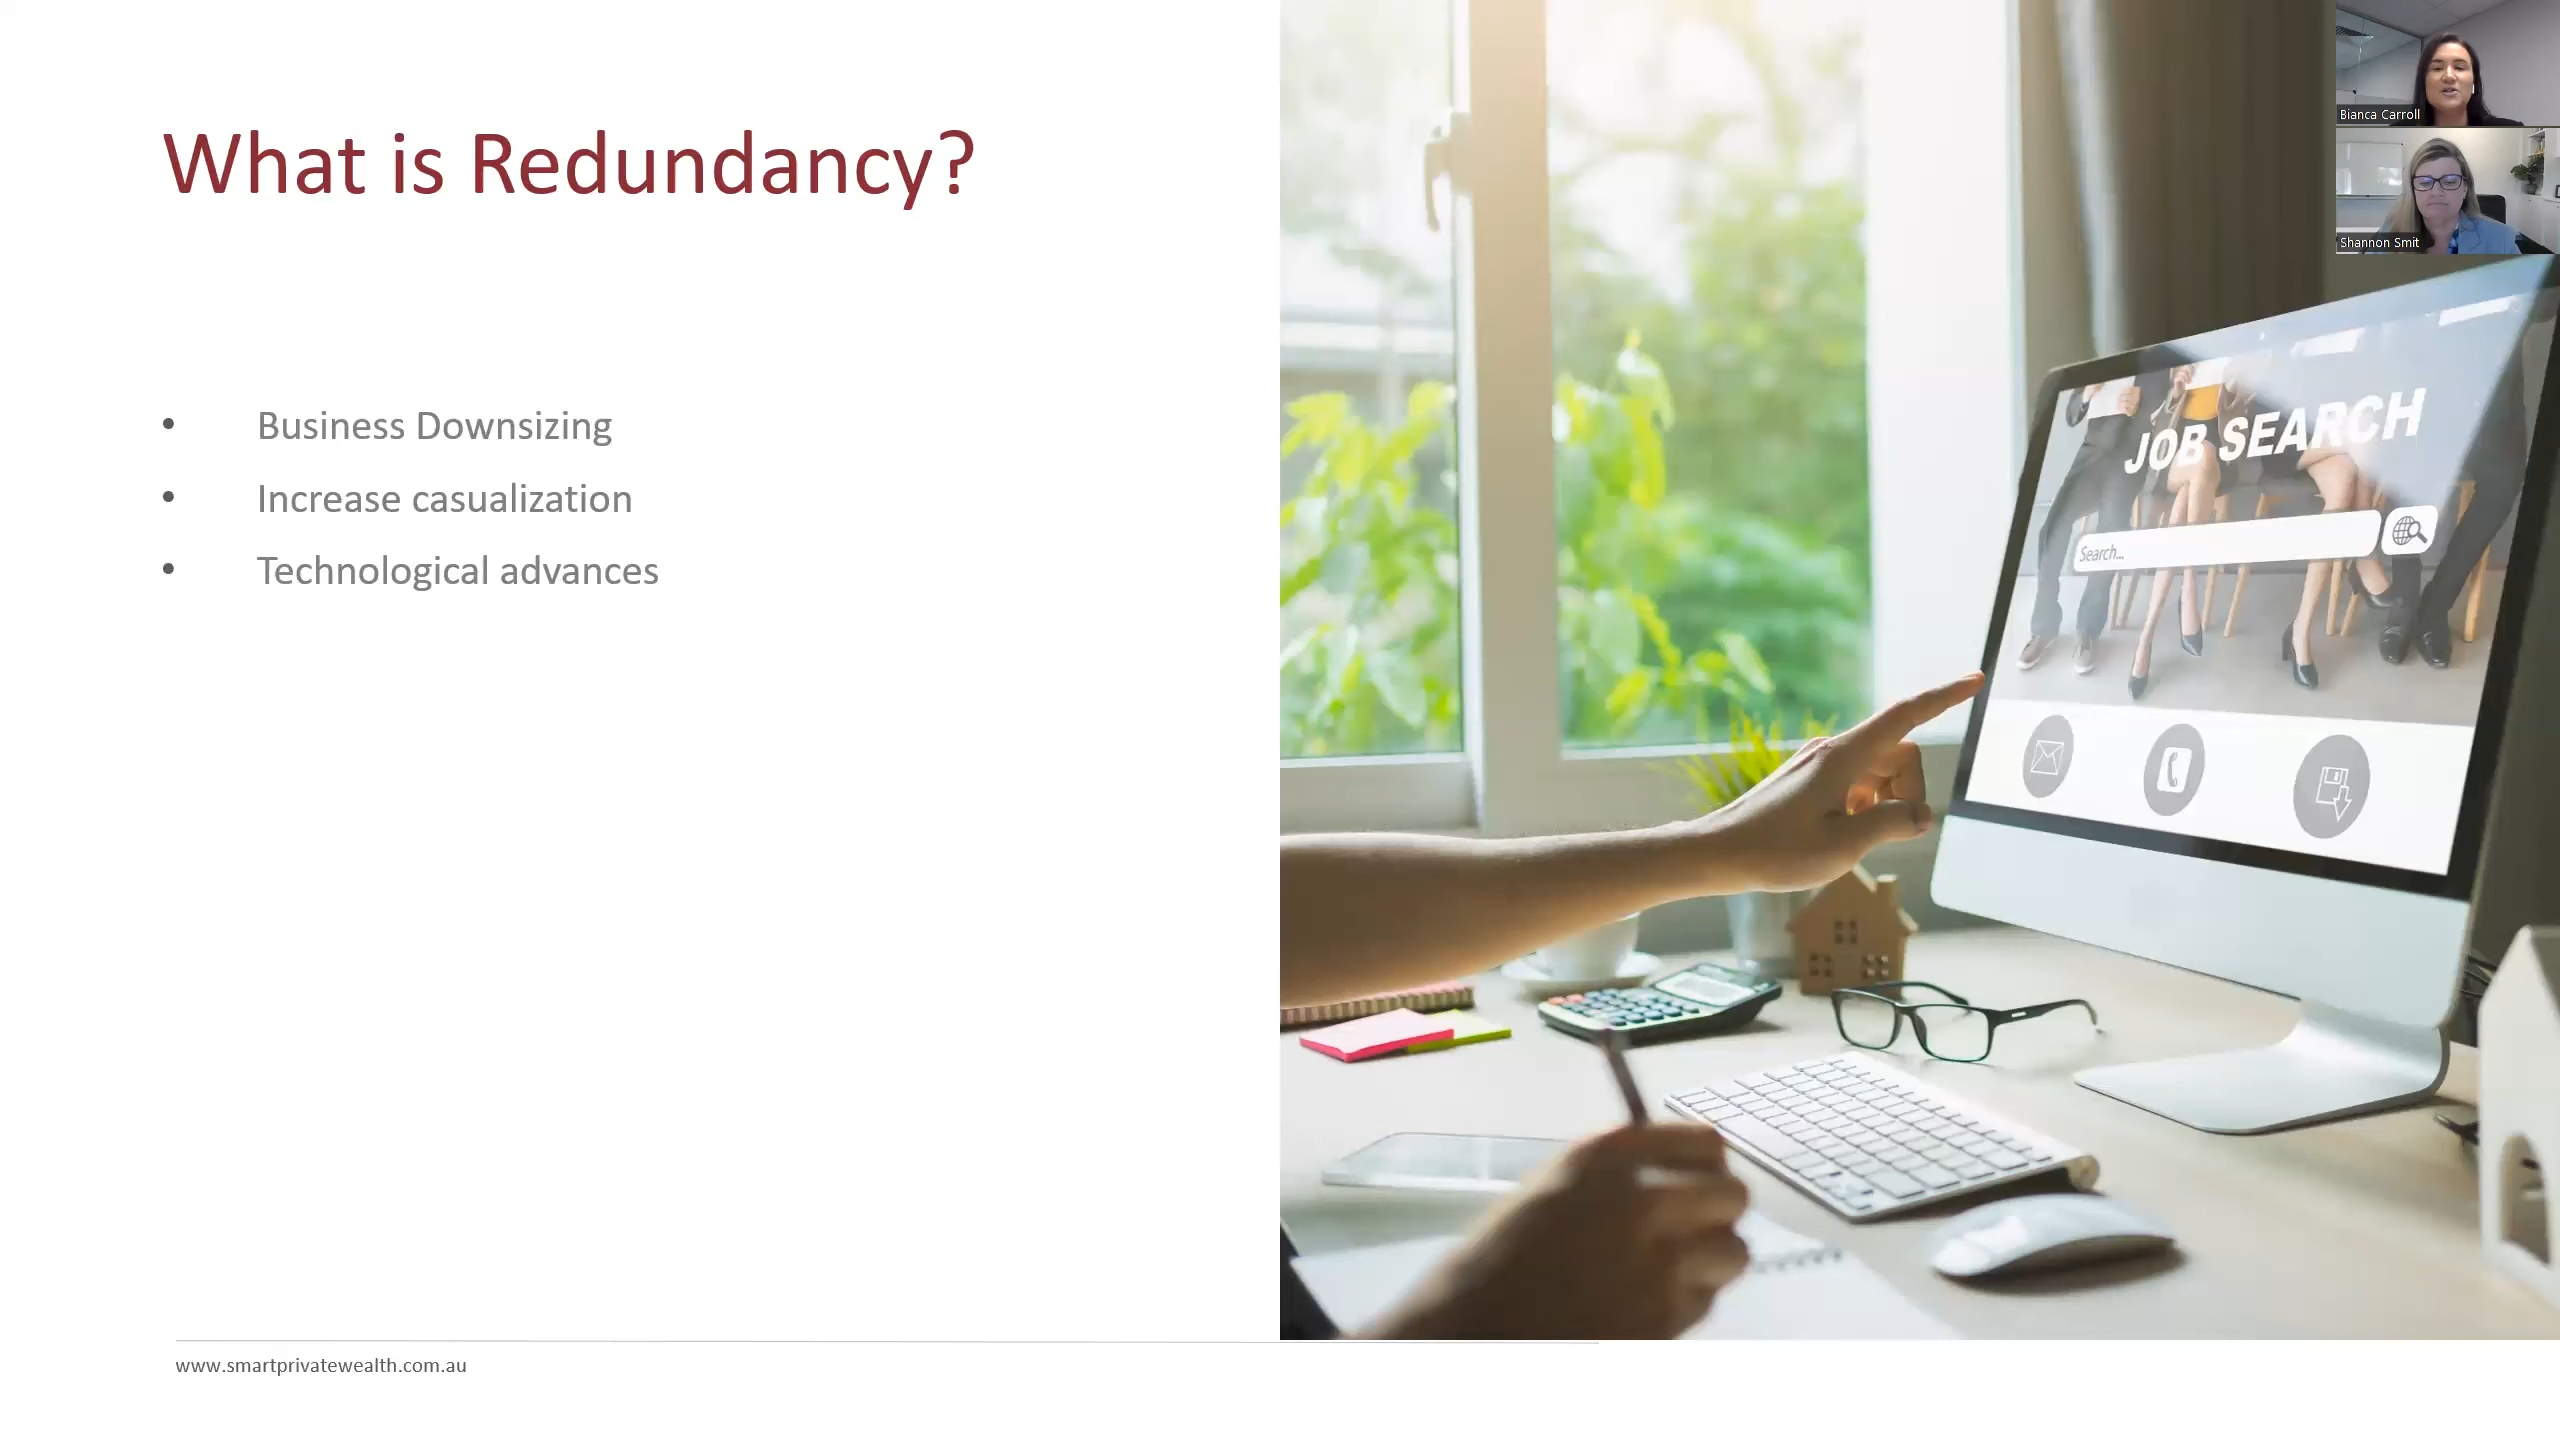 What is Redundancy?
• Business Downsizing
• Increase casualization
• Technological advances
www.smartprivatewealth.com.au
Bianca Carroll
Shannon Smit
JOB SEARCH
Search...